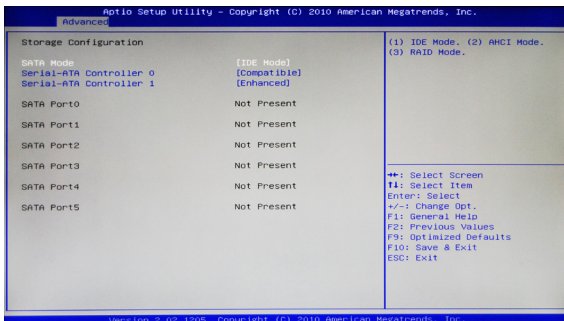 Aptio Setup Utility – Copyright (C) 2010 American Megatrends, Inc.
Advanced
Storage Configuration
SATA Mode [IDE Mode]
Serial-ATA Controller 0 [Compatible]
Serial-ATA Controller 1 [Enhanced]
SATA Port0 Not Present
SATA Port1 Not Present
SATA Port2 Not Present
SATA Port3 Not Present
SATA Port4 Not Present
SATA Port5 Not Present
(1) IDE Mode. (2) AHCI Mode.
(3) RAID Mode.
→←: Select Screen
↑↓: Select Item
Enter: Select
+/-: Change Opt.
F1: General Help
F2: Previous Values
F9: Optimized Defaults
F10: Save & Exit
ESC: Exit
Version 2.02.1205. Copyright (C) 2010 American Megatrends, Inc.